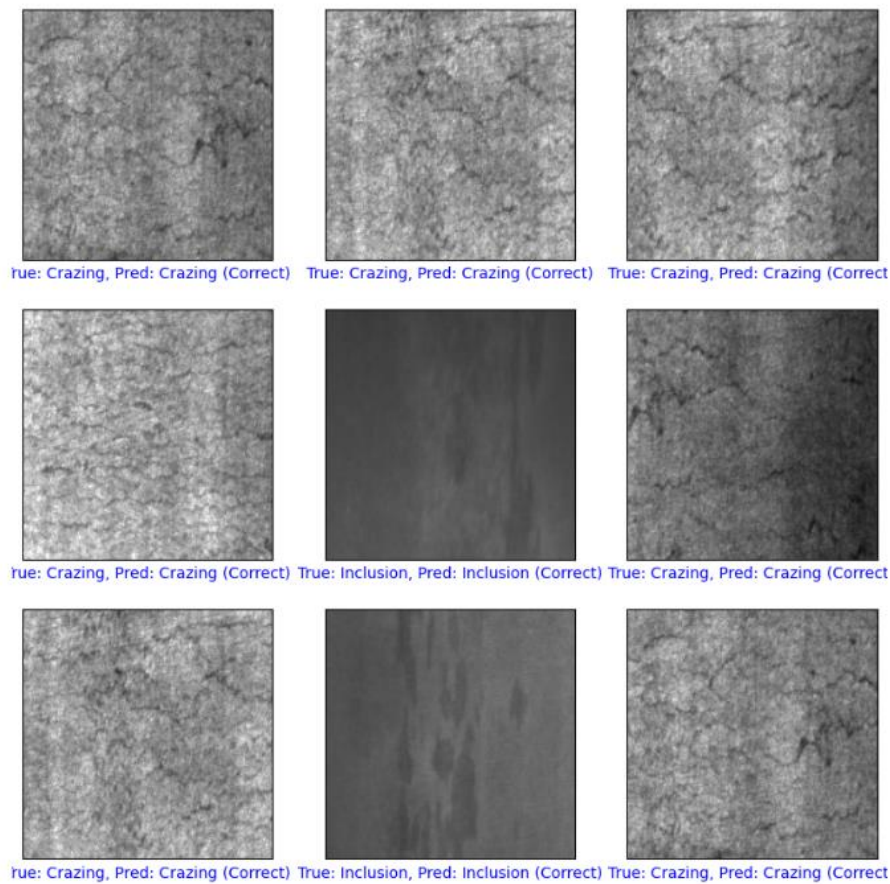 rue: Crazing, Pred: Crazing (Correct)
True: Crazing, Pred: Crazing (Correct)
True: Crazing, Pred: Crazing (Correct
rue: Crazing, Pred: Crazing (Correct)
True: Inclusion, Pred: Inclusion (Correct)
True: Crazing, Pred: Crazing (Correct
rue: Crazing, Pred: Crazing (Correct)
True: Inclusion, Pred: Inclusion (Correct)
True: Crazing, Pred: Crazing (Correct